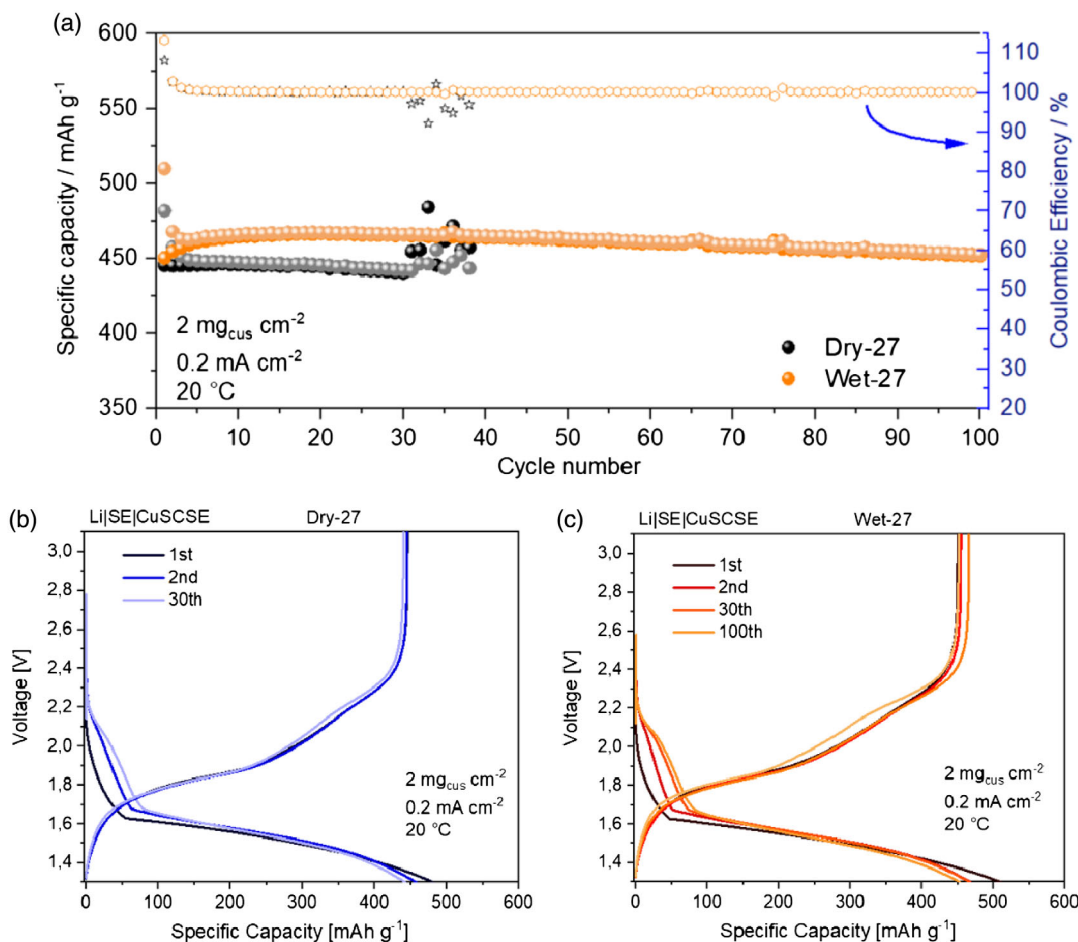 (a)
600
550
500
450
400
350
Specific capacity / mAh g⁻¹
110
100
90
80
70
60
50
40
30
20
Coulombic Efficiency / %
2 mg_cus cm⁻²
0.2 mA cm⁻²
20 °C
Dry-27
Wet-27
0 10 20 30 40 50 60 70 80 90 100
Cycle number
(b)
Li|SE|CuSCSE Dry-27
1st
2nd
30th
3,0
2,8
2,6
2,4
2,2
2,0
1,8
1,6
1,4
Voltage [V]
2 mg_cus cm⁻²
0.2 mA cm⁻²
20 °C
0 100 200 300 400 500 600
Specific Capacity [mAh g⁻¹]
(c)
Li|SE|CuSCSE Wet-27
1st
2nd
30th
100th
3,0
2,8
2,6
2,4
2,2
2,0
1,8
1,6
1,4
Voltage [V]
2 mg_cus cm⁻²
0.2 mA cm⁻²
20 °C
0 100 200 300 400 500 600
Specific Capacity [mAh g⁻¹]